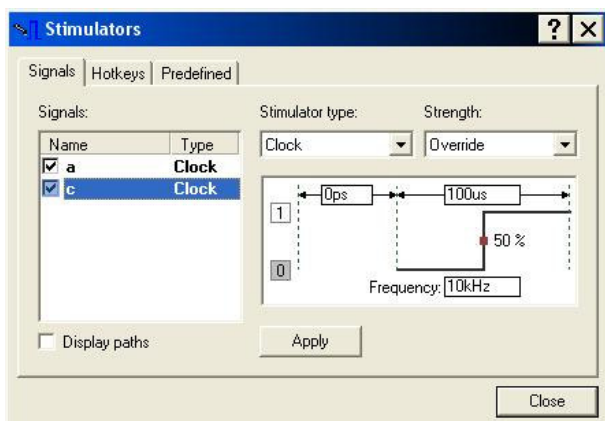 Stimulators
Signals Hotkeys Predefined
Signals:
Stimulator type:
Strength:
Name Type
a Clock
c Clock
Clock
Override
0ps 100us
1
50 %
0
Frequency: 10kHz
Display paths
Apply
Close